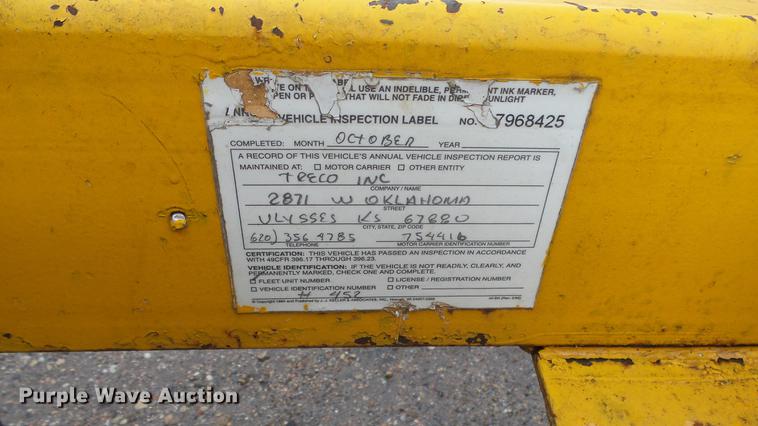 USE AN INDELIBLE, INK MARKER,
THAT WILL NOT FADE IN SUNLIGHT
VEHICLE INSPECTION LABEL NO. 7968425
COMPLETED: MONTH OCTOBER YEAR
A RECORD OF THIS VEHICLE'S ANNUAL VEHICLE INSPECTION REPORT IS
MAINTAINED AT: MOTOR CARRIER OTHER ENTITY
TRECO INC
COMPANY/NAME
2871 W OKLAHOMA
STREET
ULYSSES KS 67880
CITY, STATE, ZIP CODE
620) 356 4785 754416
TELEPHONE MOTOR CARRIER IDENTIFICATION NUMBER
CERTIFICATION: THIS VEHICLE HAS PASSED AN INSPECTION IN ACCORDANCE
WITH 49CFR 396.17 THROUGH 396.23.
VEHICLE IDENTIFICATION: IF THE VEHICLE IS NOT READILY, CLEARLY, AND
PERMANENTLY MARKED, CHECK ONE AND COMPLETE.
FLEET UNIT NUMBER LICENSE / REGISTRATION NUMBER
VEHICLE IDENTIFICATION NUMBER OTHER
# 452
Purple Wave Auction